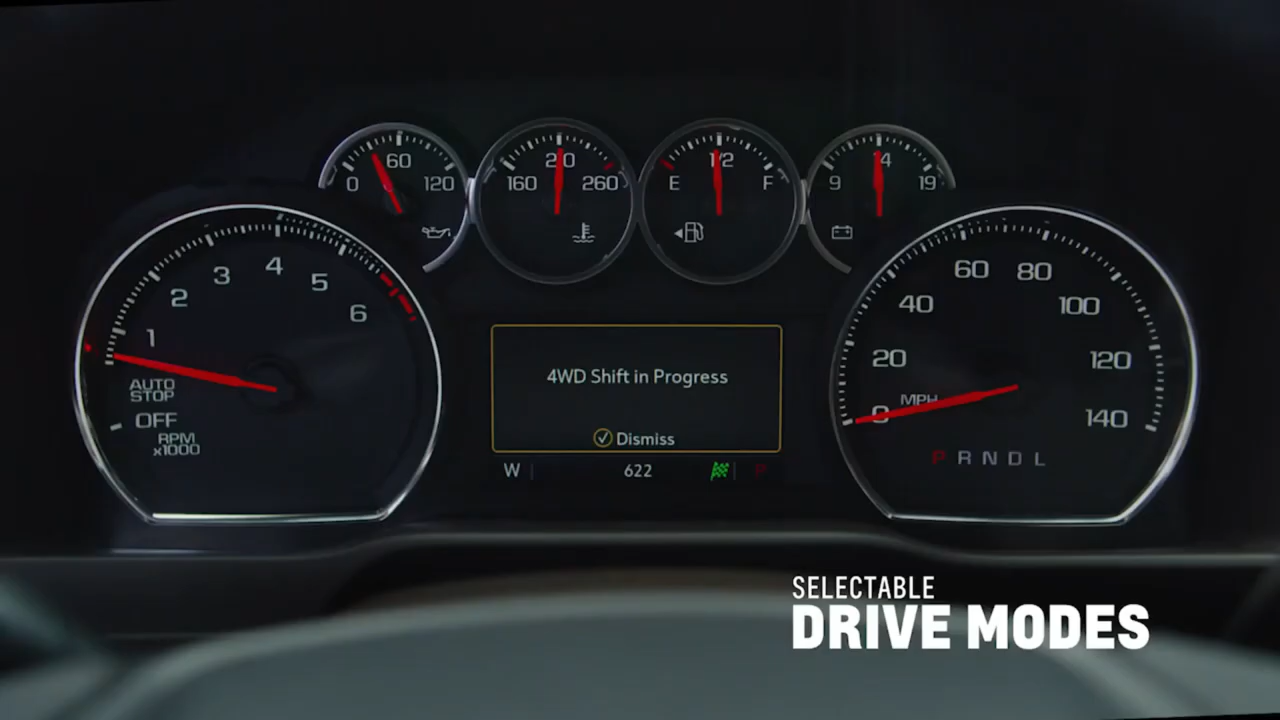 0 60 120
160 210 260
E 1/2 F
9 14 19
1 2 3 4 5 6
AUTO
STOP
OFF
RPM
x1000
4WD Shift in Progress
Dismiss
W 622 P
0 20 40 60 80 100 120 140
MPH
P R N D L
SELECTABLE
DRIVE MODES